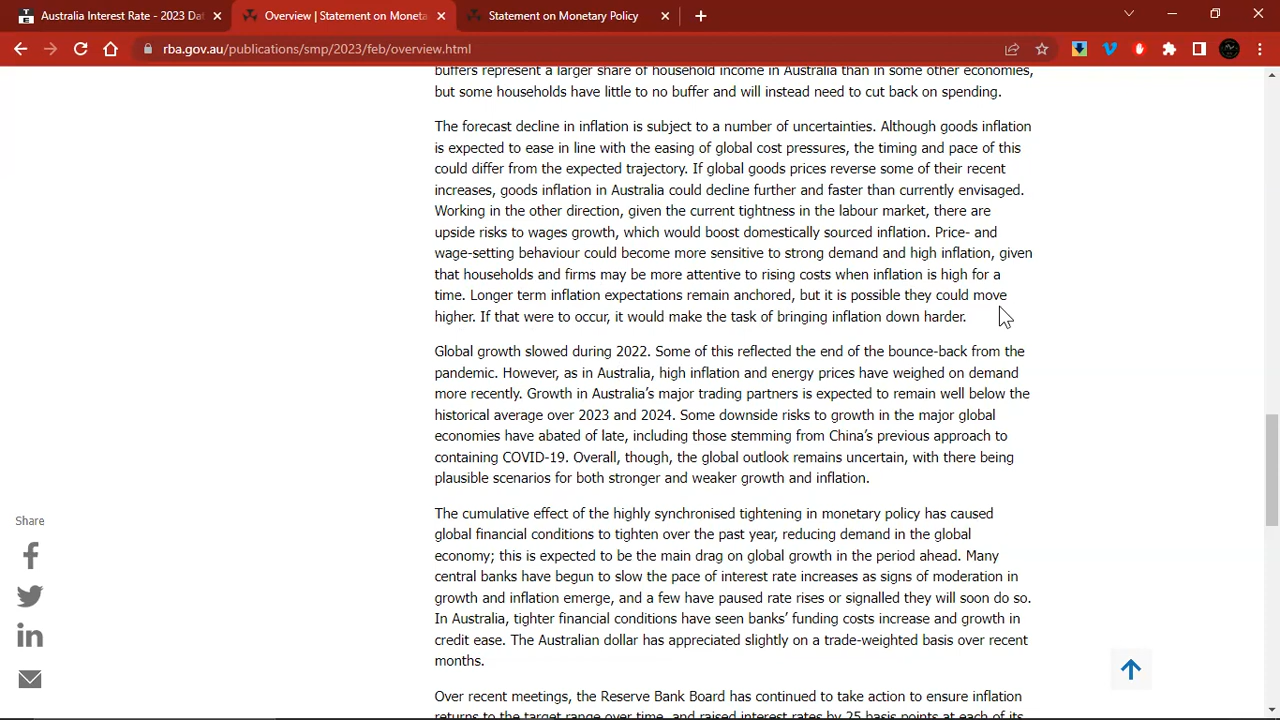 Australia Interest Rate - 2023 Dat
Overview | Statement on Moneta
Statement on Monetary Policy
rba.gov.au/publications/smp/2023/feb/overview.html
buffers represent a larger share of household income in Australia than in some other economies,
but some households have little to no buffer and will instead need to cut back on spending.
The forecast decline in inflation is subject to a number of uncertainties. Although goods inflation
is expected to ease in line with the easing of global cost pressures, the timing and pace of this
could differ from the expected trajectory. If global goods prices reverse some of their recent
increases, goods inflation in Australia could decline further and faster than currently envisaged.
Working in the other direction, given the current tightness in the labour market, there are
upside risks to wages growth, which would boost domestically sourced inflation. Price- and
wage-setting behaviour could become more sensitive to strong demand and high inflation, given
that households and firms may be more attentive to rising costs when inflation is high for a
time. Longer term inflation expectations remain anchored, but it is possible they could move
higher. If that were to occur, it would make the task of bringing inflation down harder.
Global growth slowed during 2022. Some of this reflected the end of the bounce-back from the
pandemic. However, as in Australia, high inflation and energy prices have weighed on demand
more recently. Growth in Australia's major trading partners is expected to remain well below the
historical average over 2023 and 2024. Some downside risks to growth in the major global
economies have abated of late, including those stemming from China's previous approach to
containing COVID-19. Overall, though, the global outlook remains uncertain, with there being
plausible scenarios for both stronger and weaker growth and inflation.
The cumulative effect of the highly synchronised tightening in monetary policy has caused
global financial conditions to tighten over the past year, reducing demand in the global
economy; this is expected to be the main drag on global growth in the period ahead. Many
central banks have begun to slow the pace of interest rate increases as signs of moderation in
growth and inflation emerge, and a few have paused rate rises or signalled they will soon do so.
In Australia, tighter financial conditions have seen banks' funding costs increase and growth in
credit ease. The Australian dollar has appreciated slightly on a trade-weighted basis over recent
months.
Over recent meetings, the Reserve Bank Board has continued to take action to ensure inflation
returns to the target range over time, and raised interest rates by 25 basis points at each of its
Share